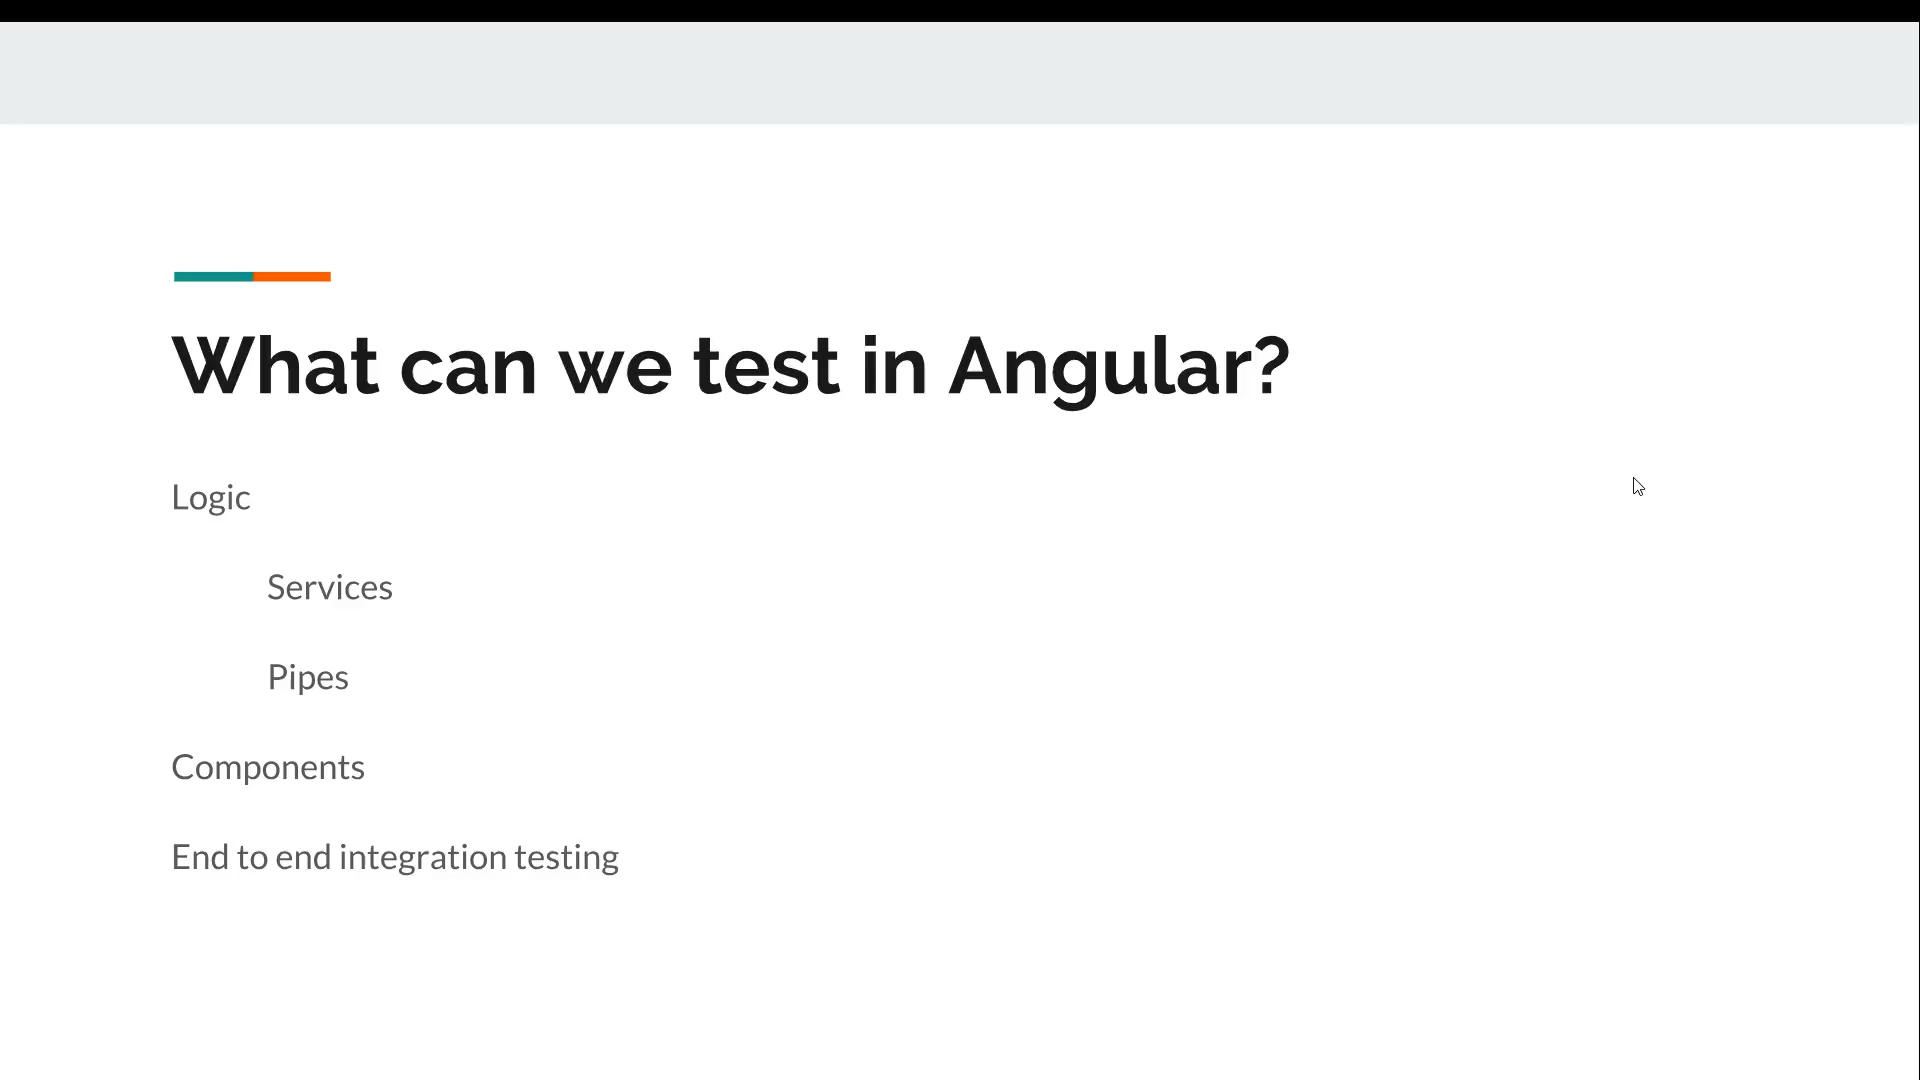 What can we test in Angular?
Logic
Services
Pipes
Components
End to end integration testing